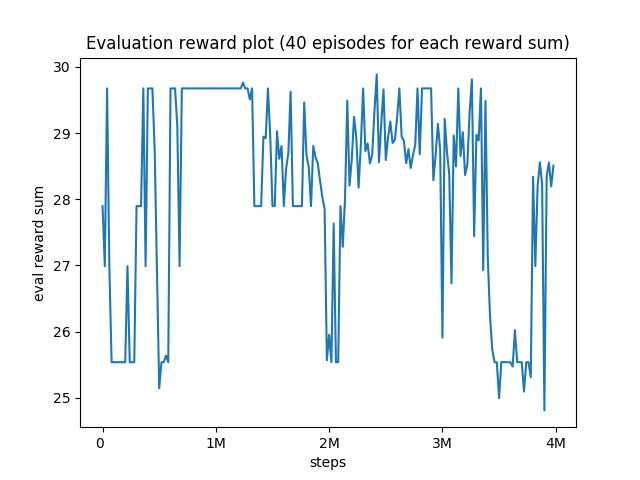 Evaluation reward plot (40 episodes for each reward sum)
30
29
28
27
26
25
eval reward sum
0
1M
2M
3M
4M
steps